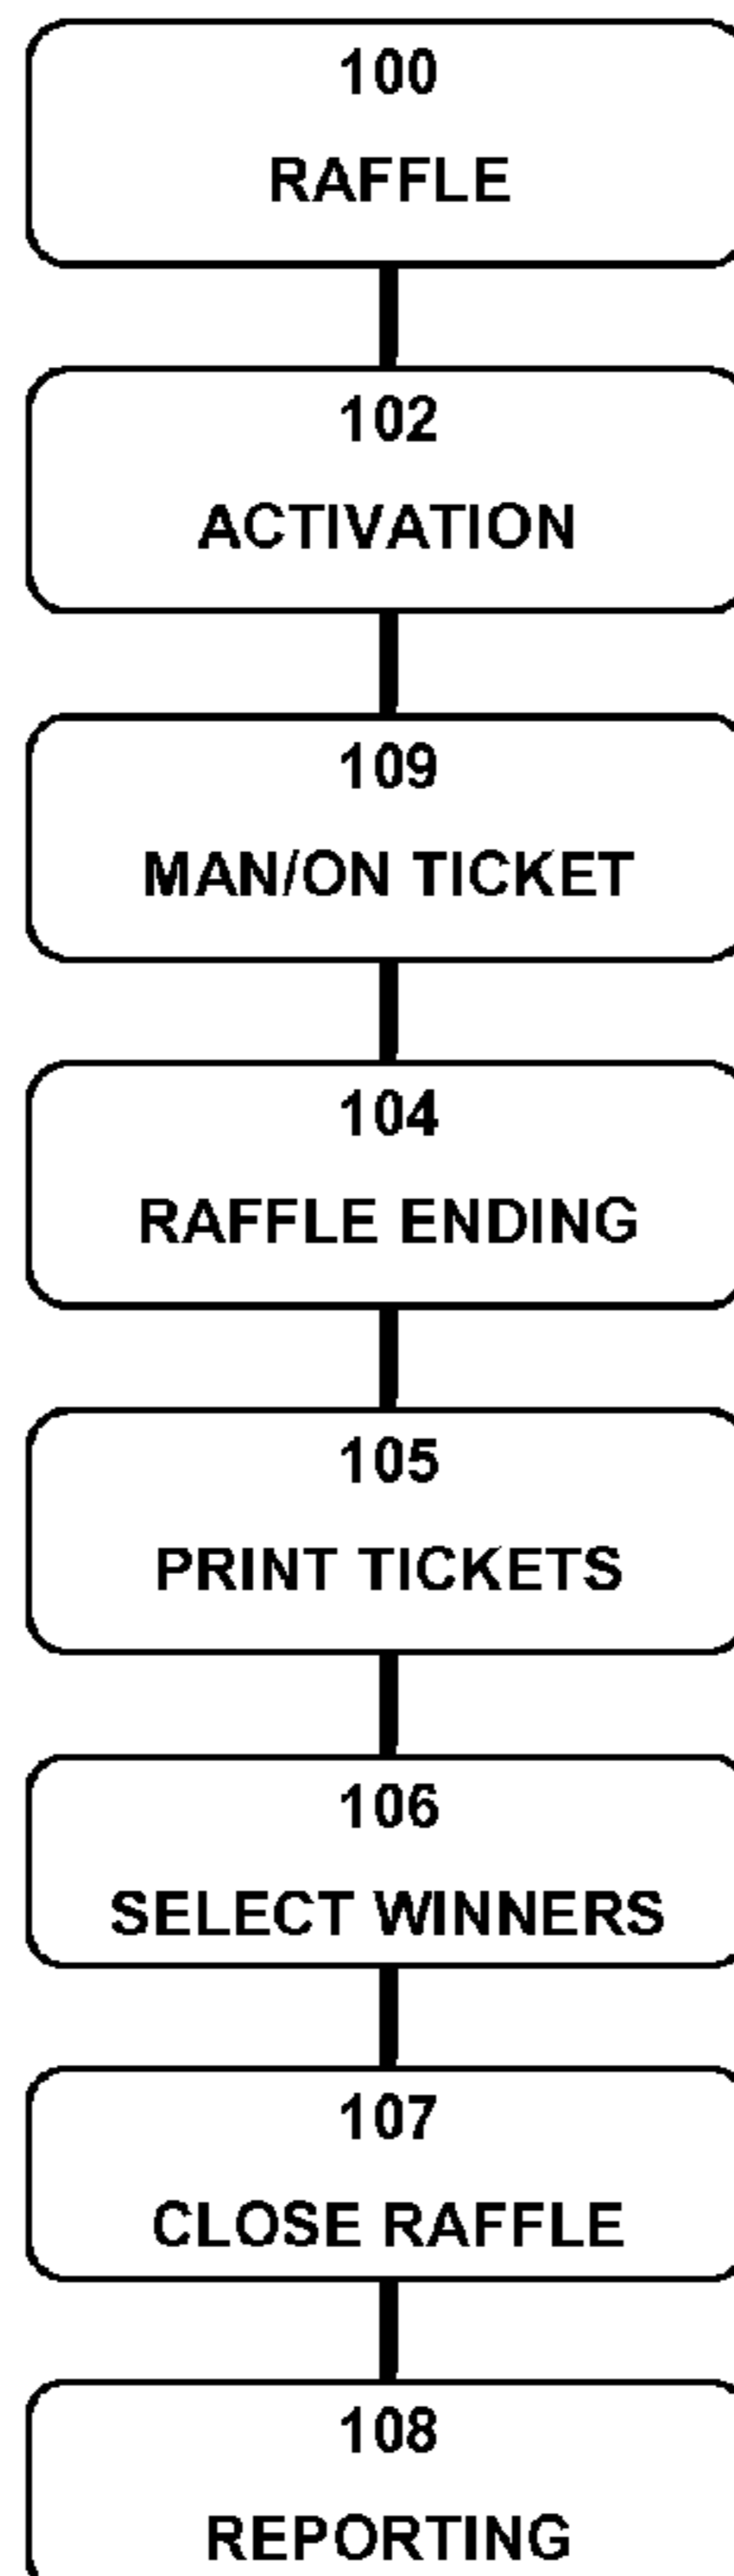 100
RAFFLE
102
ACTIVATION
109
MAN/ON TICKET
104
RAFFLE ENDING
105
PRINT TICKETS
106
SELECT WINNERS
107
CLOSE RAFFLE
108
REPORTING